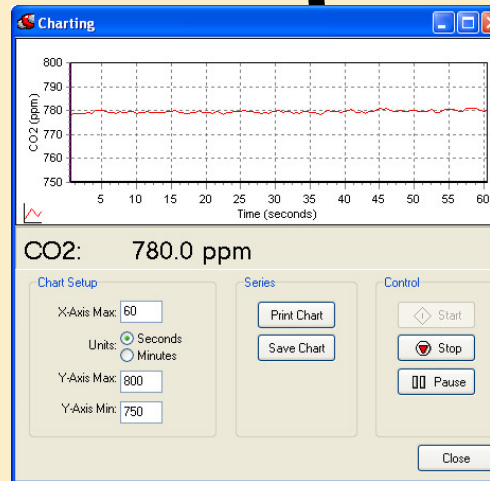 Charting
800
790
780
770
760
750
CO2 (ppm)
5 10 15 20 25 30 35 40 45 50 55 60
Time (seconds)
CO2: 780.0 ppm
Chart Setup
X-Axis Max: 60
Units: Seconds
Minutes
Y-Axis Max: 800
Y-Axis Min: 750
Series
Print Chart
Save Chart
Control
Start
Stop
Pause
Close